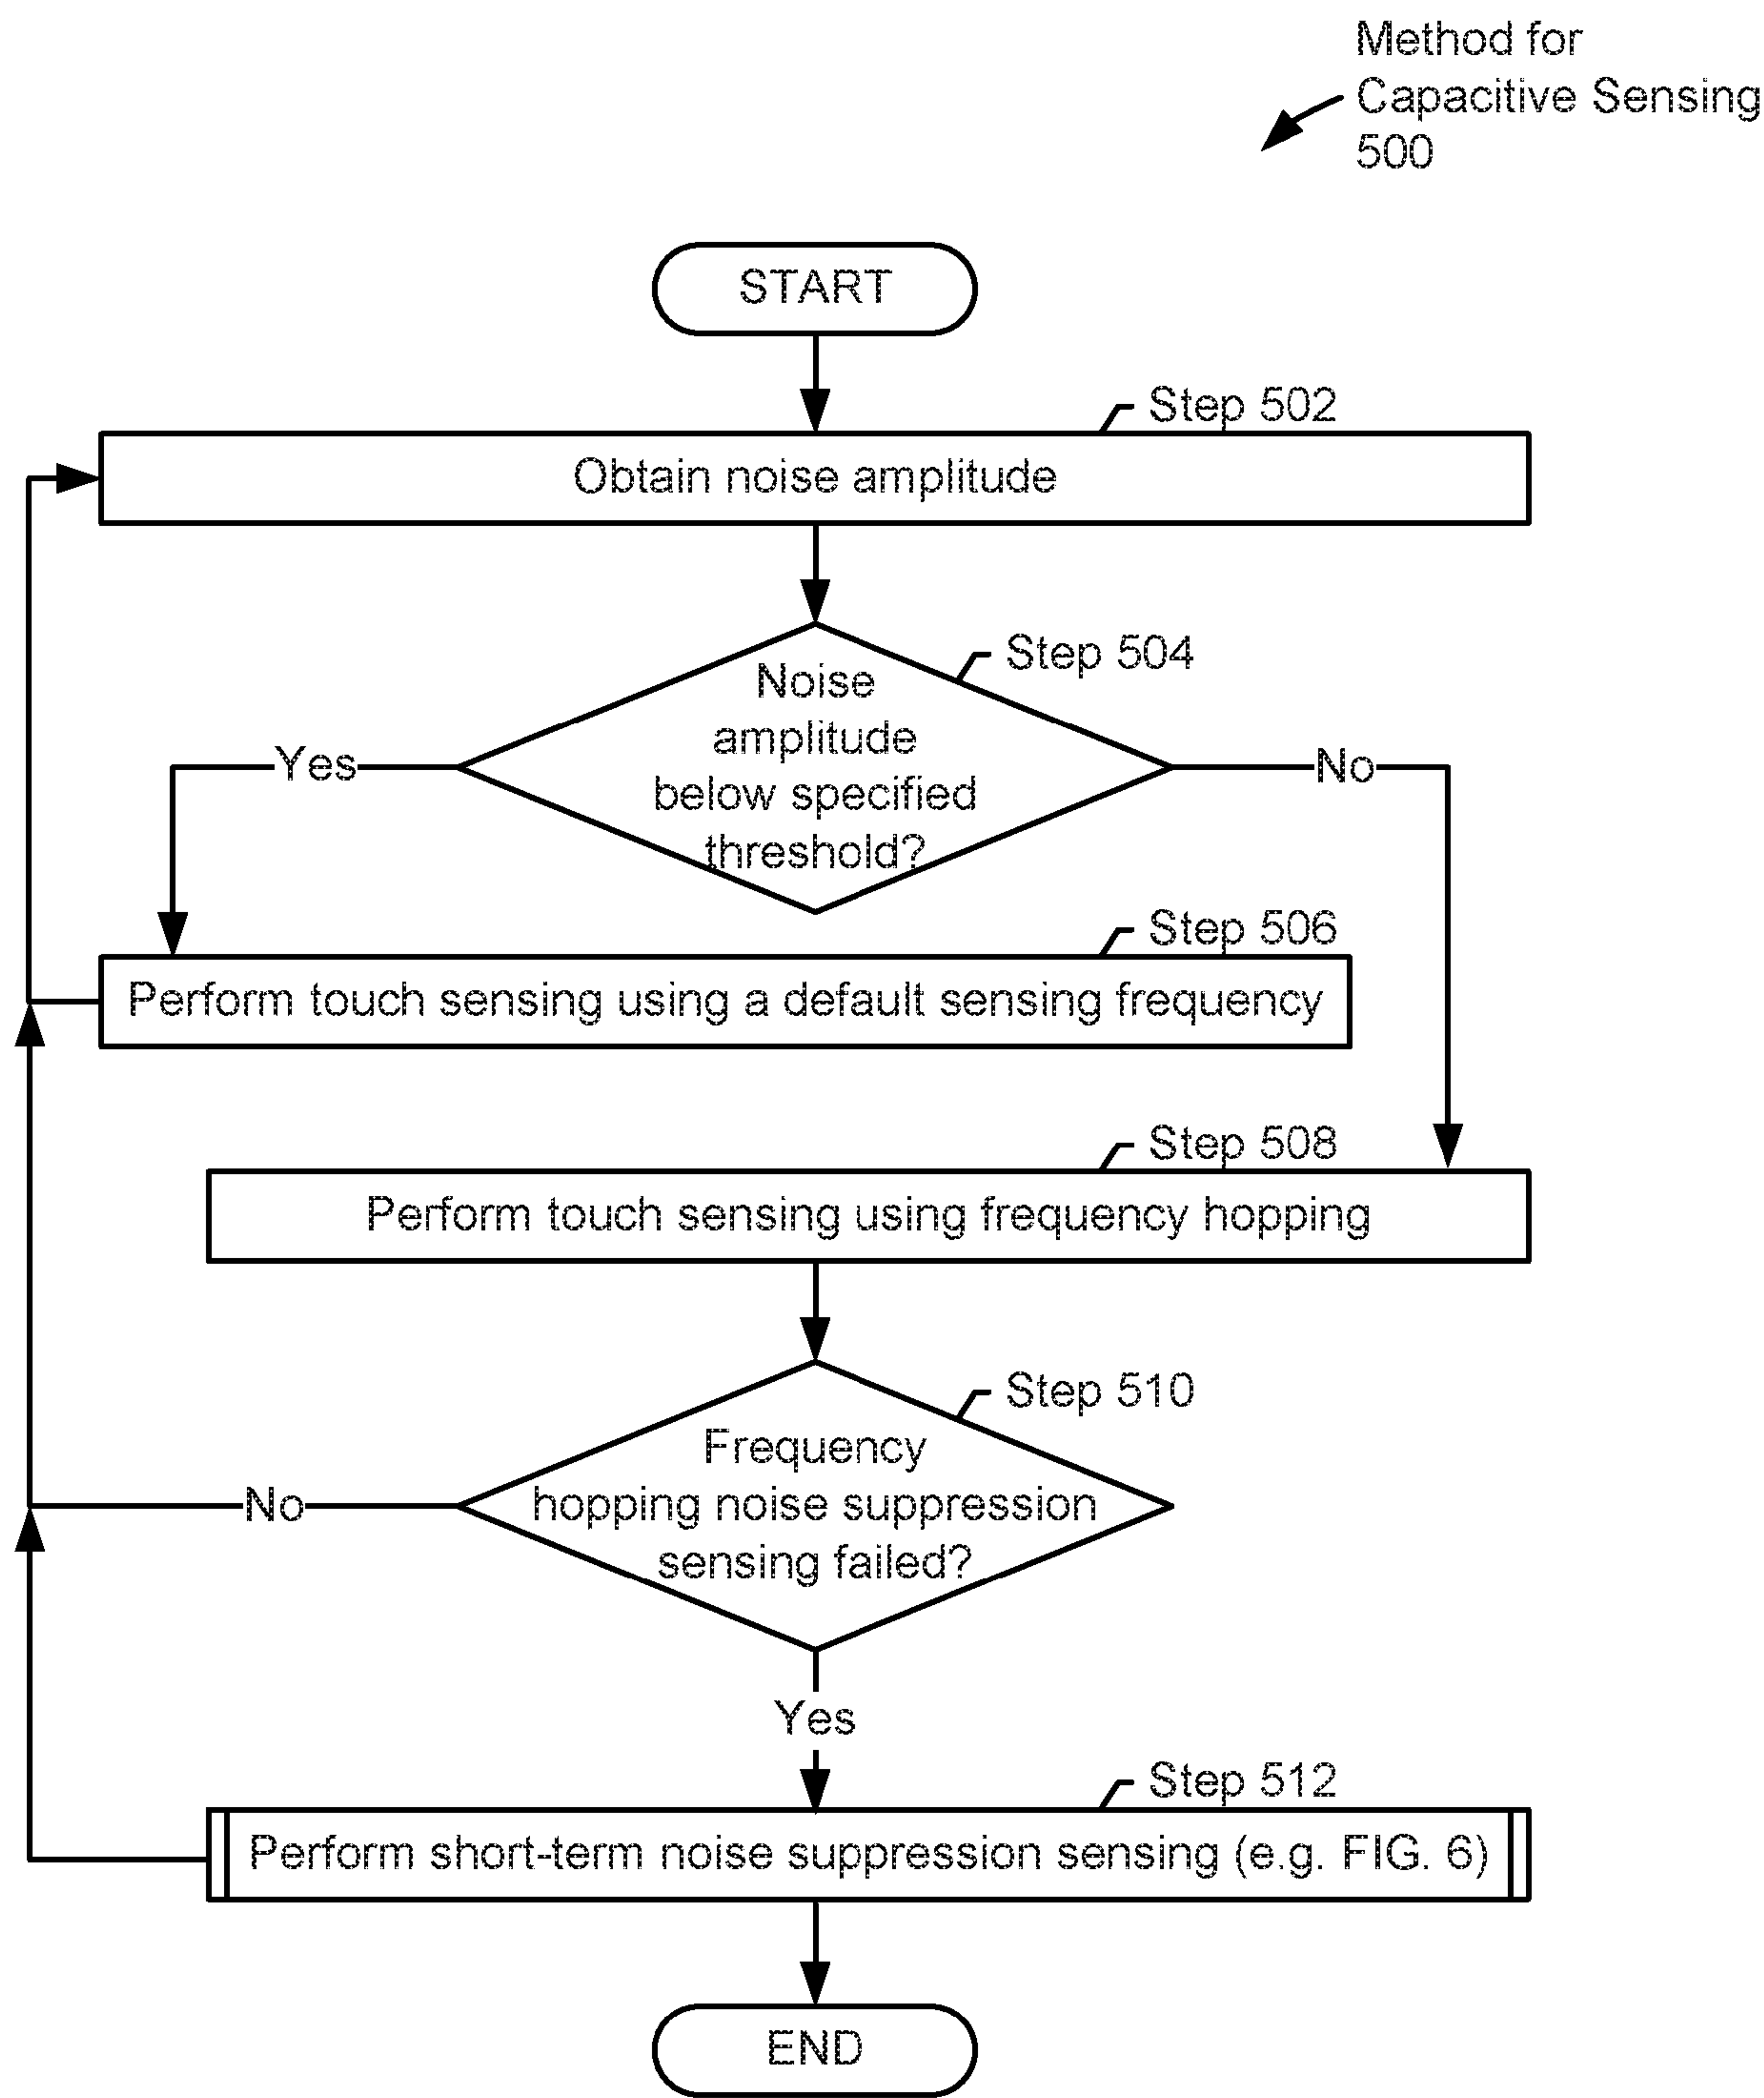 Method for
Capacitive Sensing
500
START
Step 502
Obtain noise amplitude
Step 504
Noise
amplitude
below specified
threshold?
Yes
No
Step 506
Perform touch sensing using a default sensing frequency
Step 508
Perform touch sensing using frequency hopping
Step 510
Frequency
hopping noise suppression
sensing failed?
No
Yes
Step 512
Perform short-term noise suppression sensing (e.g. FIG. 6)
END